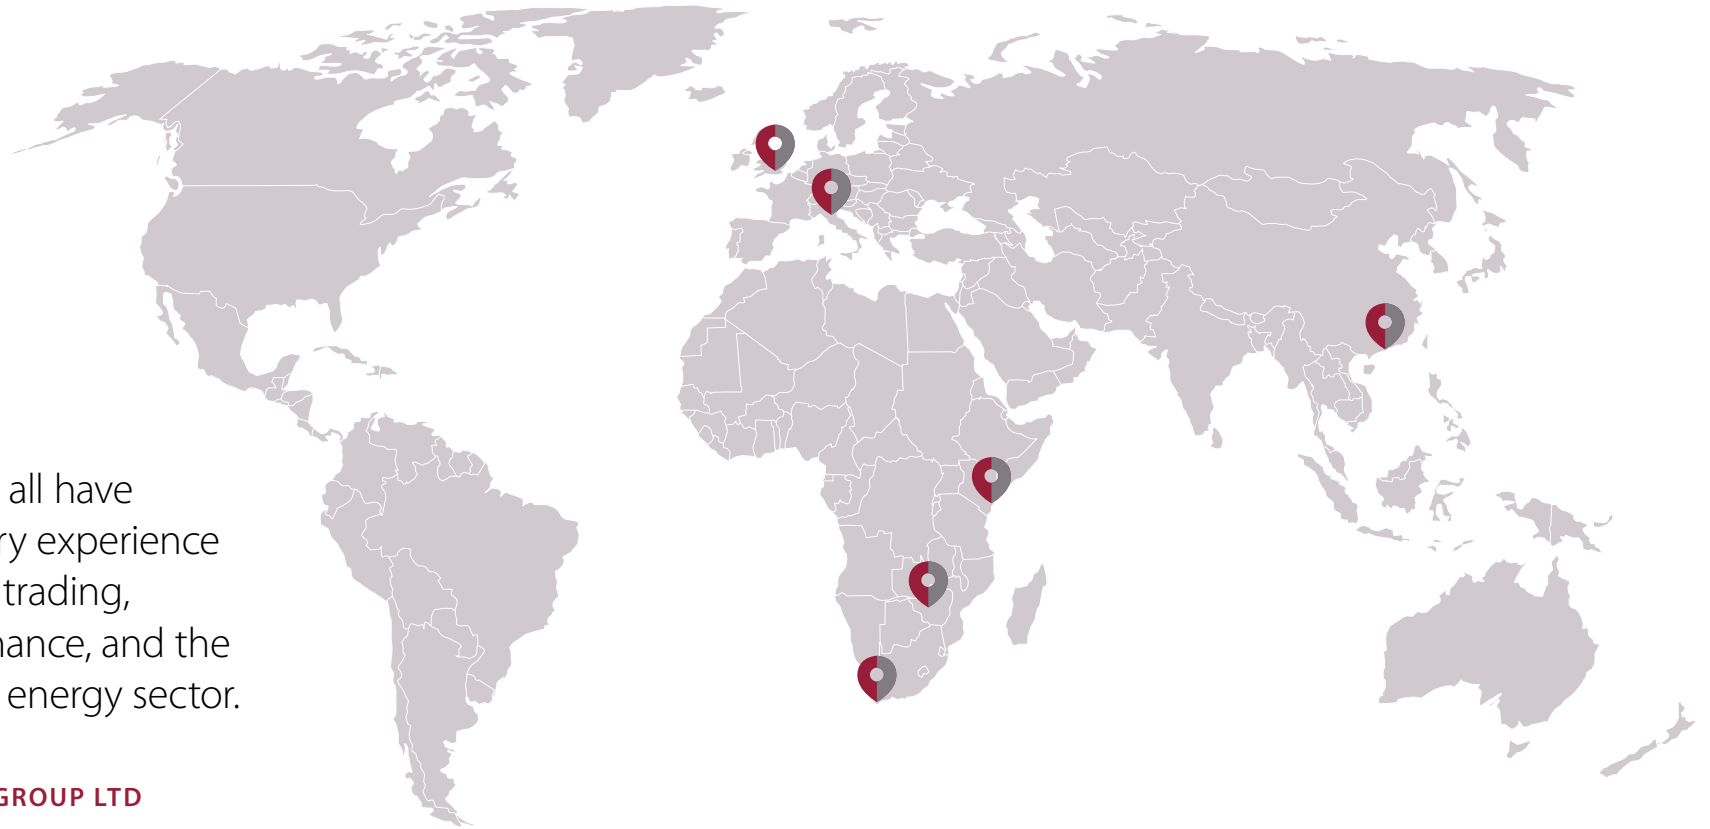 all have
ry experience
trading,
nance, and the
energy sector.
GROUP LTD